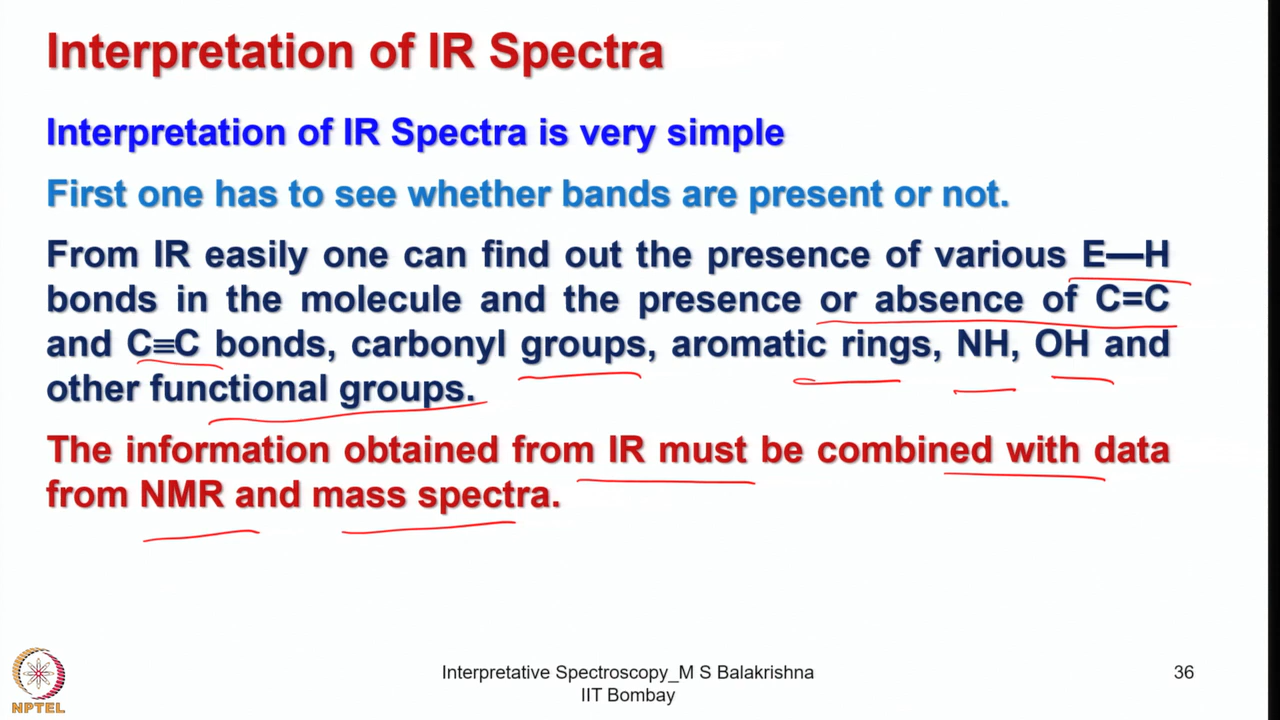 Interpretation of IR Spectra
Interpretation of IR Spectra is very simple
First one has to see whether bands are present or not.
From IR easily one can find out the presence of various E—H
bonds in the molecule and the presence or absence of C=C
and C≡C bonds, carbonyl groups, aromatic rings, NH, OH and
other functional groups.
The information obtained from IR must be combined with data
from NMR and mass spectra.
NPTEL
Interpretative Spectroscopy_M S Balakrishna
IIT Bombay
36